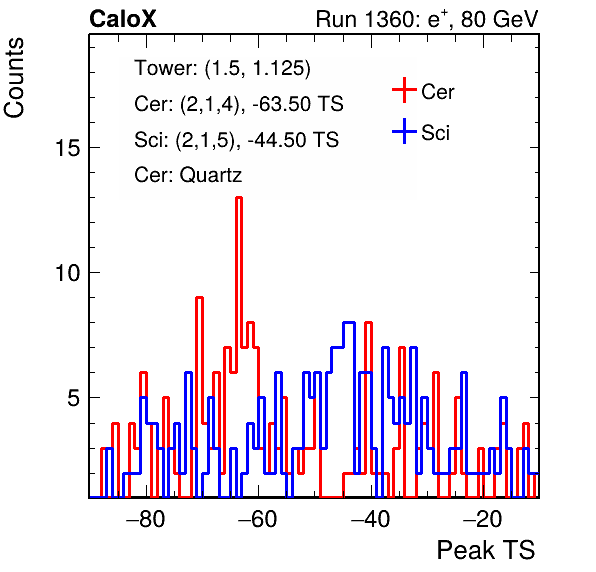 CaloX Run 1360: e⁺, 80 GeV
Counts
Tower: (1.5, 1.125)
Cer: (2,1,4), -63.50 TS
Sci: (2,1,5), -44.50 TS
Cer: Quartz
Cer
Sci
15
10
5
−80 −60 −40 −20
Peak TS